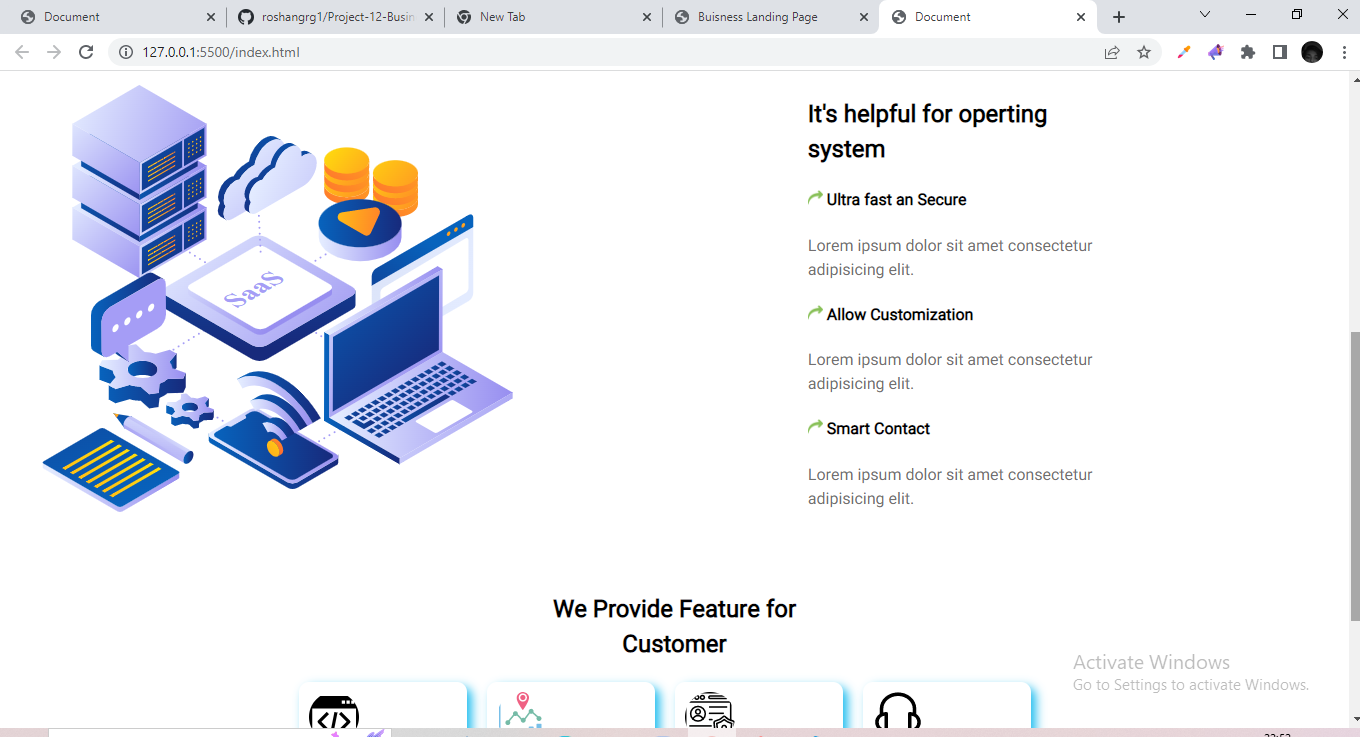 Document
roshangrg1/Project-12-Busin
New Tab
Buisness Landing Page
Document
127.0.0.1:5500/index.html
SaaS
It's helpful for operting
system
Ultra fast an Secure
Lorem ipsum dolor sit amet consectetur
adipisicing elit.
Allow Customization
Lorem ipsum dolor sit amet consectetur
adipisicing elit.
Smart Contact
Lorem ipsum dolor sit amet consectetur
adipisicing elit.
We Provide Feature for
Customer
Activate Windows
Go to Settings to activate Windows.